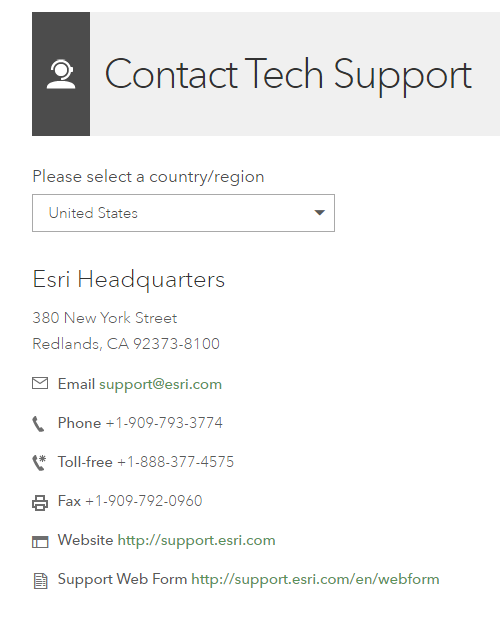 Contact Tech Support
Please select a country/region
United States
Esri Headquarters
380 New York Street
Redlands, CA 92373-8100
Email support@esri.com
Phone +1-909-793-3774
Toll-free +1-888-377-4575
Fax +1-909-792-0960
Website http://support.esri.com
Support Web Form http://support.esri.com/en/webform